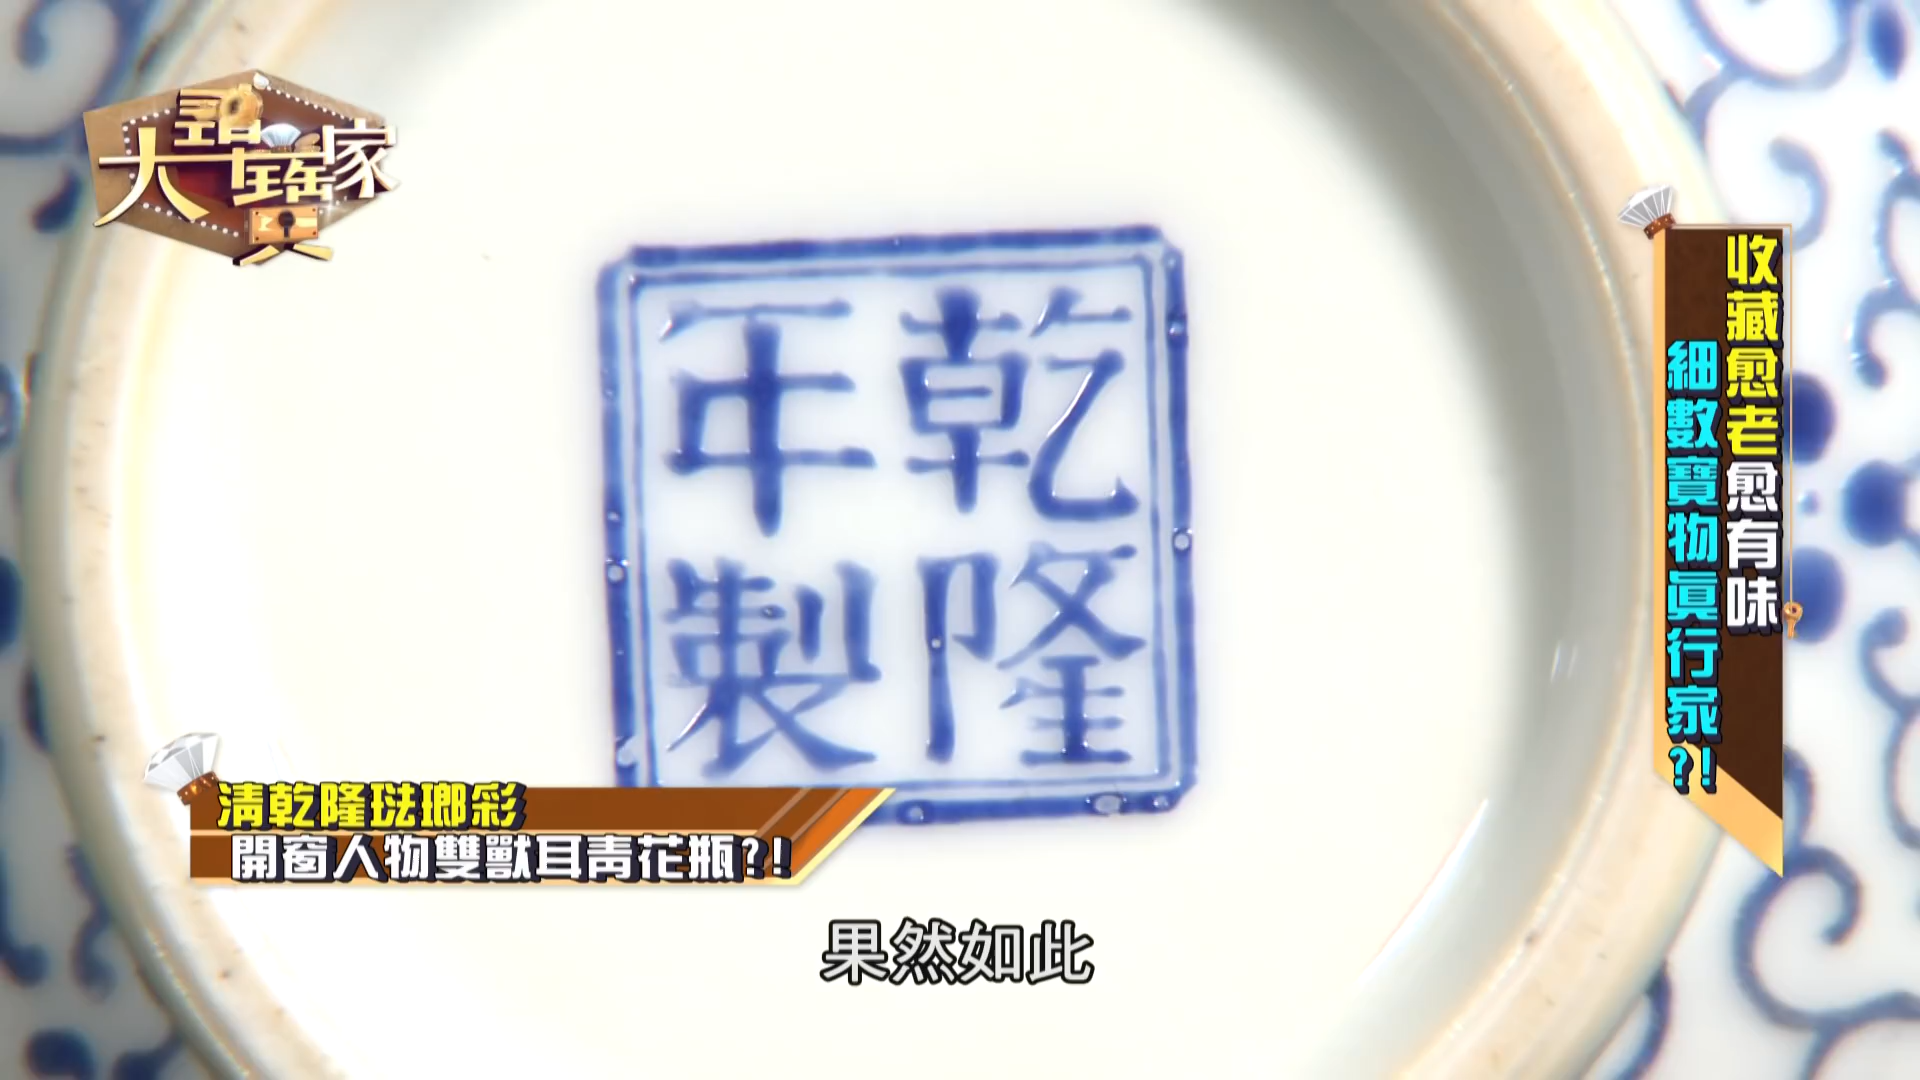 大尋寶家
收藏愈老愈有味
細數寶物真行家?!
乾隆
年製
清乾隆琺瑯彩
開窗人物雙獸耳青花瓶?!
果然如此